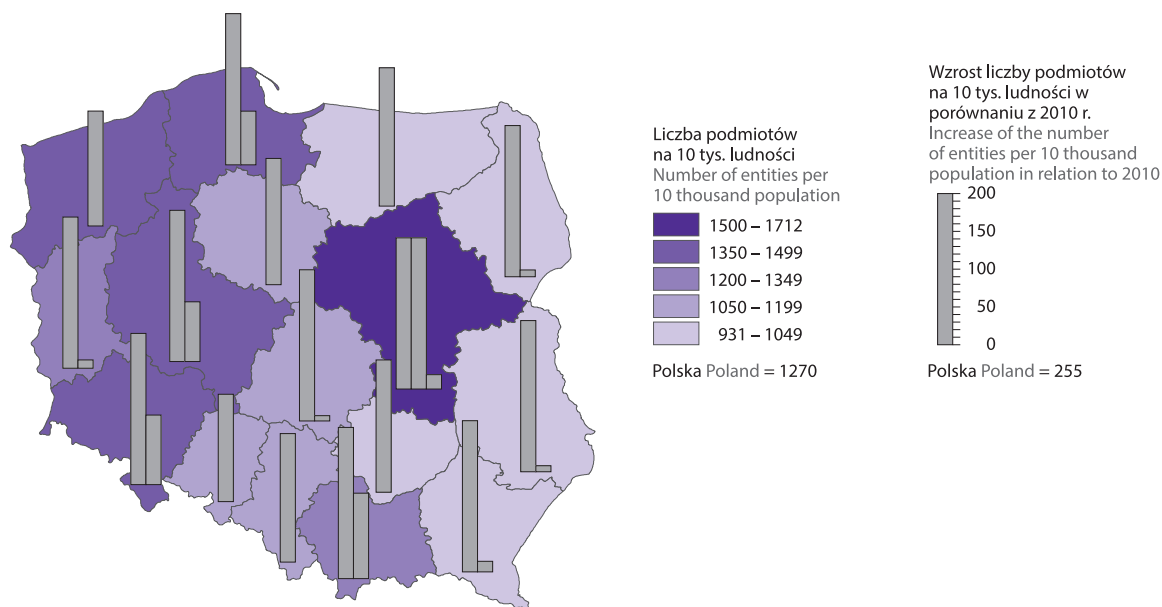 Liczba podmiotów
na 10 tys. ludności
Number of entities per
10 thousand population
1500 – 1712
1350 – 1499
1200 – 1349
1050 – 1199
931 – 1049
Polska Poland = 1270
Wzrost liczby podmiotów
na 10 tys. ludności w
porównaniu z 2010 r.
Increase of the number
of entities per 10 thousand
population in relation to 2010
200
150
100
50
0
Polska Poland = 255